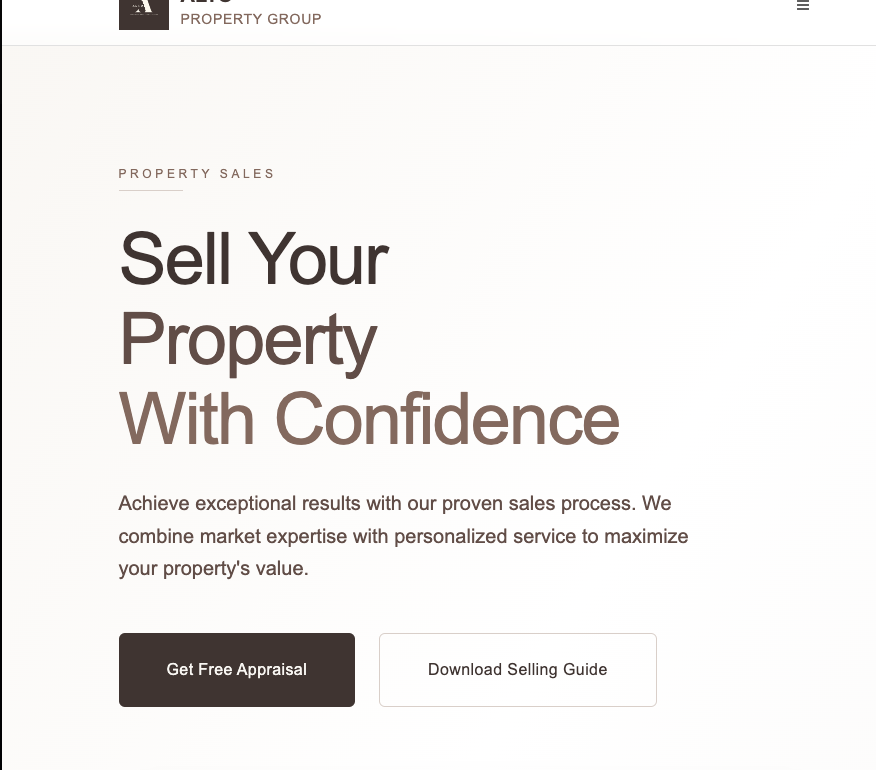 PROPERTY GROUP
PROPERTY SALES
Sell Your
Property
With Confidence
Achieve exceptional results with our proven sales process. We
combine market expertise with personalized service to maximize
your property's value.
Get Free Appraisal
Download Selling Guide